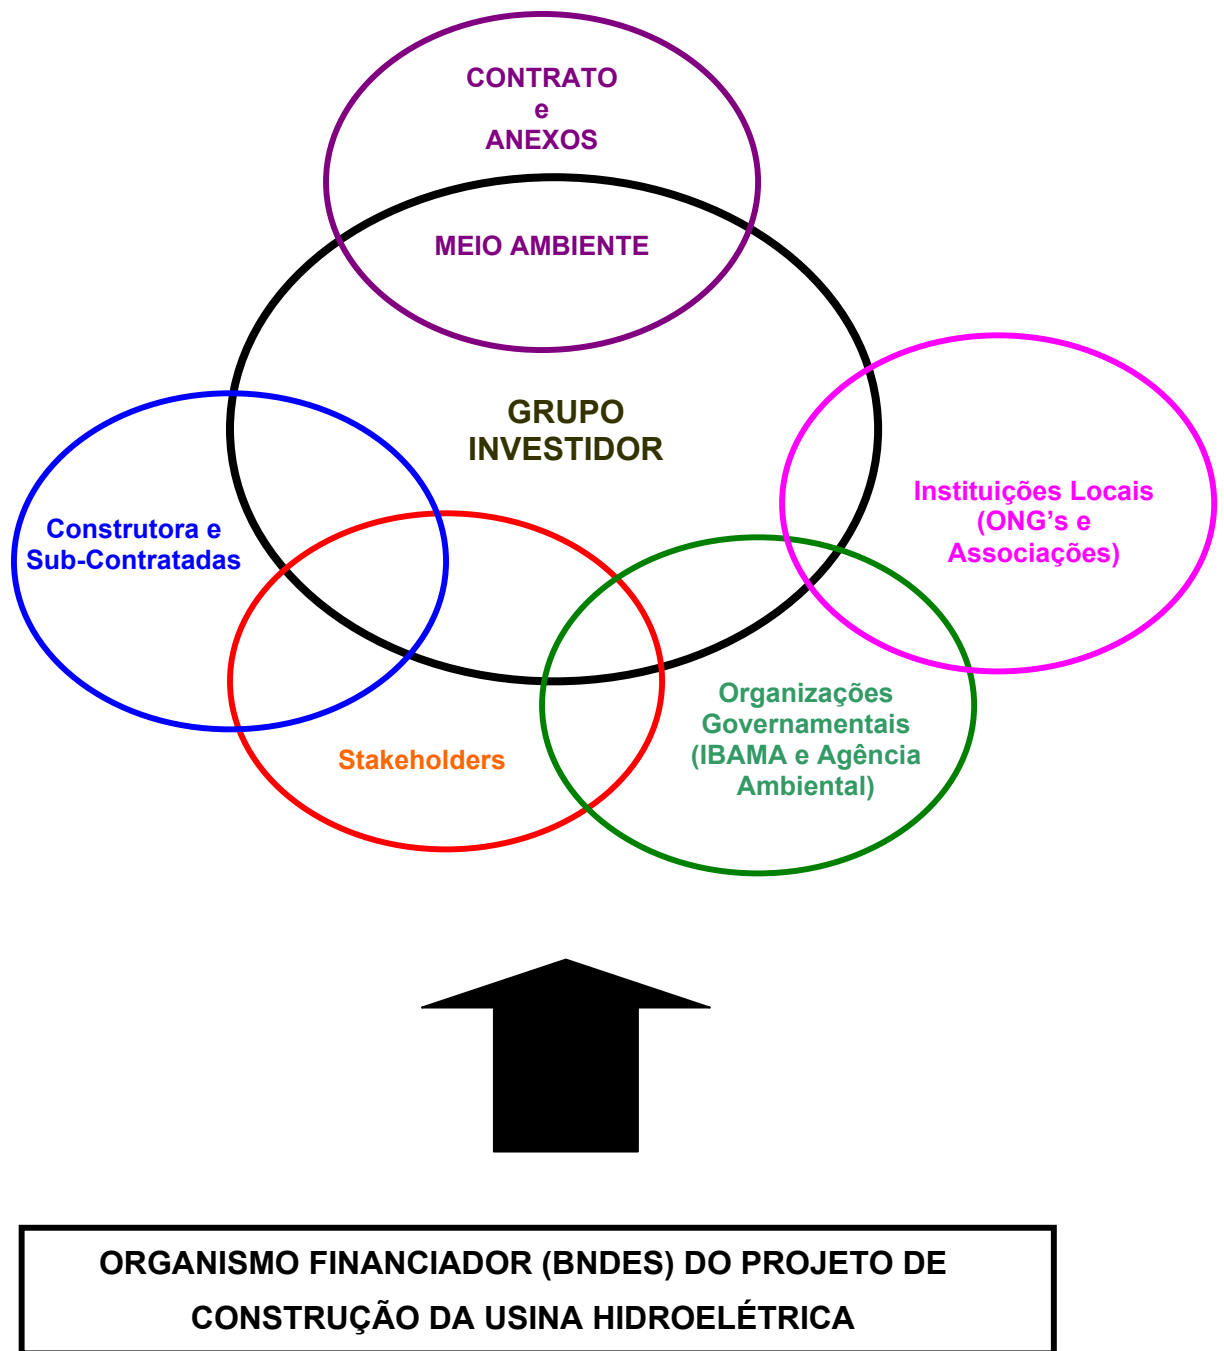 CONTRATO
e
ANEXOS
MEIO AMBIENTE
GRUPO
INVESTIDOR
Instituições Locais
(ONG’s e
Associações)
Construtora e
Sub-Contratadas
Organizações
Governamentais
(IBAMA e Agência
Ambiental)
Stakeholders
ORGANISMO FINANCIADOR (BNDES) DO PROJETO DE
CONSTRUÇÃO DA USINA HIDROELÉTRICA